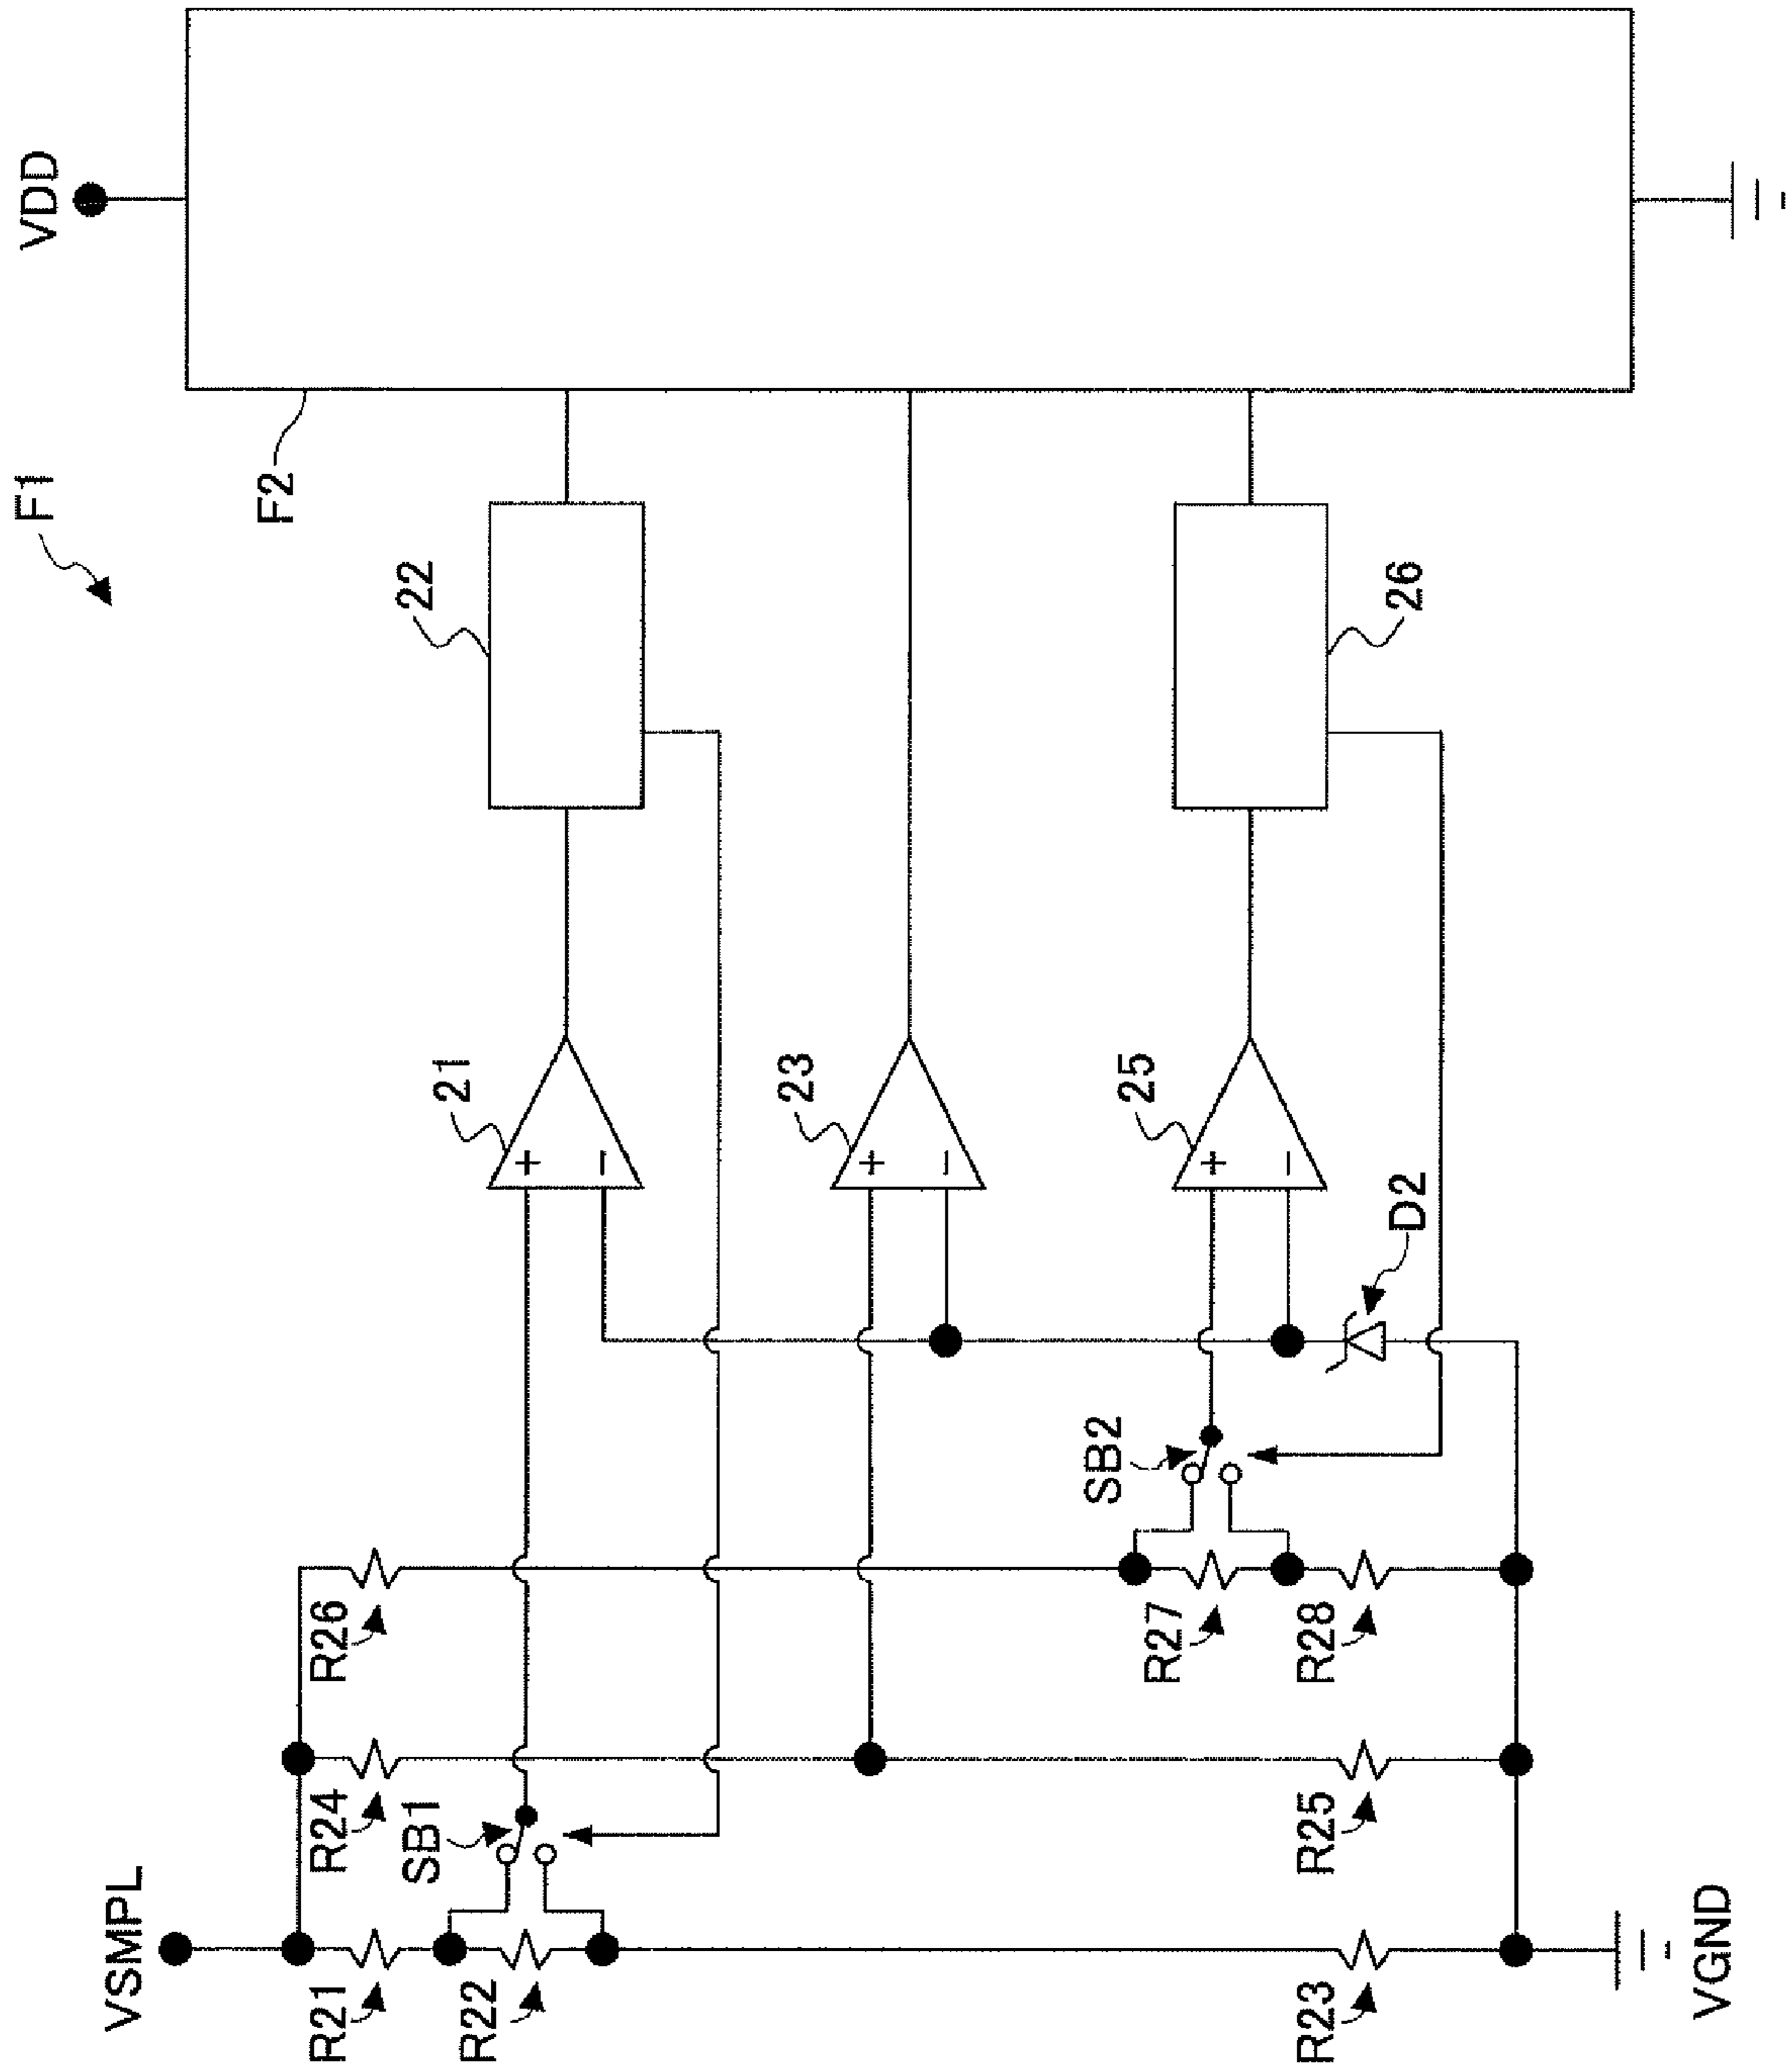 F1
VDD
F2
22
26
21
23
25
+
−
+
−
+
−
D2
SB2
R26
R27
R28
R24
SB1
R25
VSMPL
R21
R22
R23
VGND